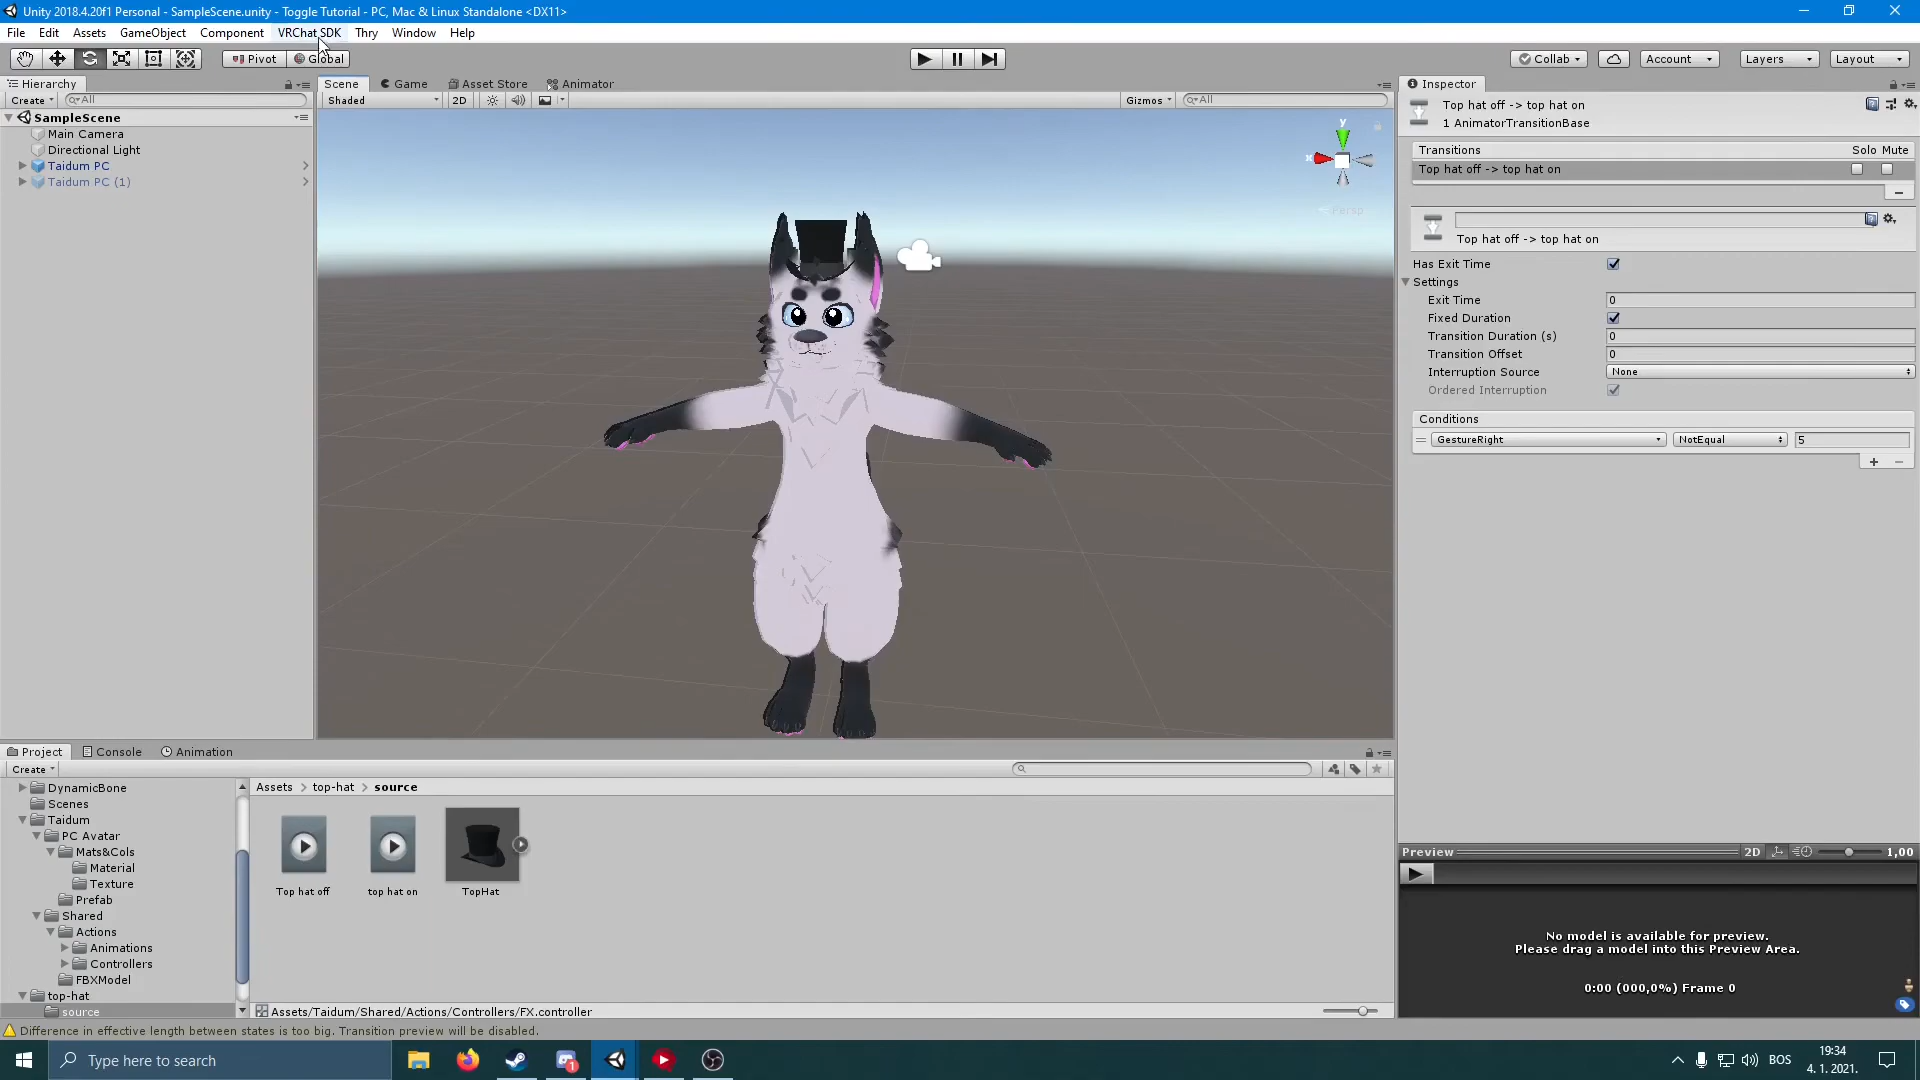 Unity 2018.4.20f1 Personal - SampleScene.unity - Toggle Tutorial - PC, Mac & Linux Standalone <DX11>
File Edit Assets GameObject Component VRChat SDK Thry Window Help
Pivot Global Collab Account Layers Layout
Hierarchy Scene Game Asset Store Animator Inspector
Create All Shaded 2D Gizmos All
SampleScene
Main Camera
Directional Light
Taidum PC
Taidum PC (1)
y
x
Persp
Top hat off -> top hat on
1 AnimatorTransitionBase
Transitions Solo Mute
Top hat off -> top hat on
Top hat off -> top hat on
Has Exit Time
Settings
Exit Time 0
Fixed Duration
Transition Duration (s) 0
Transition Offset 0
Interruption Source None
Ordered Interruption
Conditions
GestureRight NotEqual 5
Project Console Animation
Create
DynamicBone
Scenes
Taidum
PC Avatar
Mats&Cols
Material
Texture
Prefab
Shared
Actions
Animations
Controllers
FBXModel
top-hat
source
Assets > top-hat > source
Top hat off top hat on TopHat
Assets/Taidum/Shared/Actions/Controllers/FX.controller
Preview 2D 1,00
No model is available for preview.
Please drag a model into this Preview Area.
0:00 (000,0%) Frame 0
Difference in effective length between states is too big. Transition preview will be disabled.
Type here to search
1
BOS
19:34
4. 1. 2021.